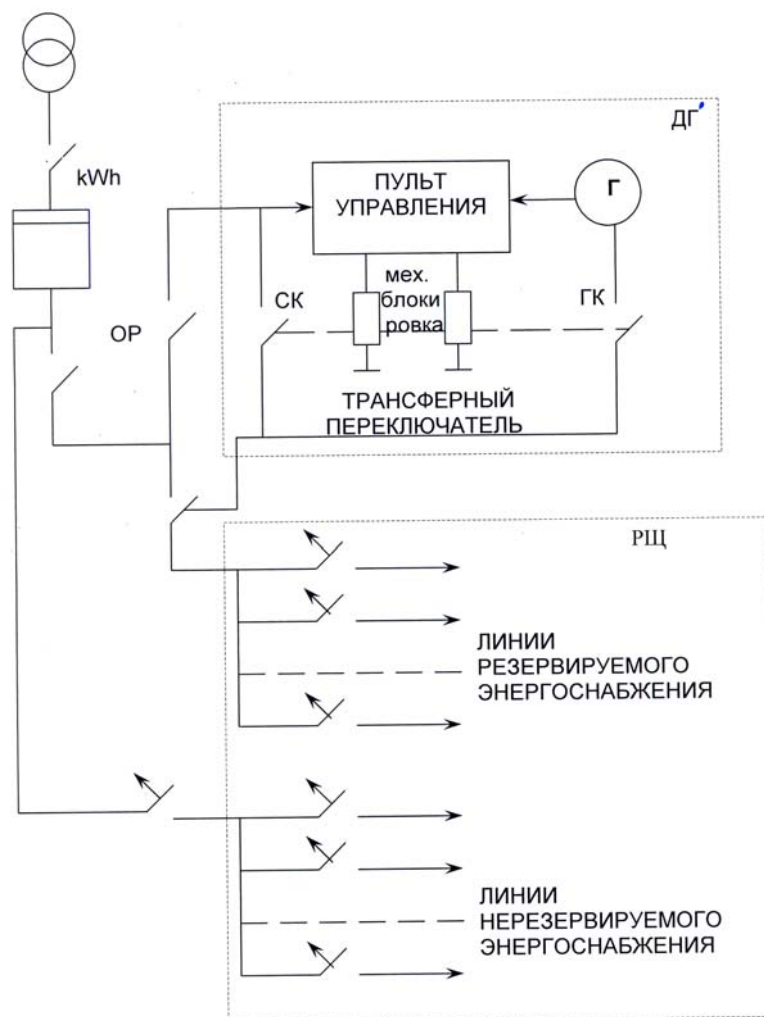 ДГ
kWh
ПУЛЬТ
УПРАВЛЕНИЯ
Г
СК
мех.
блоки
ровка
ГК
ОР
ТРАНСФЕРНЫЙ
ПЕРЕКЛЮЧАТЕЛЬ
РЩ
ЛИНИИ
РЕЗЕРВИРУЕМОГО
ЭНЕРГОСНАБЖЕНИЯ
ЛИНИИ
НЕРЕЗЕРВИРУЕМОГО
ЭНЕРГОСНАБЖЕНИЯ